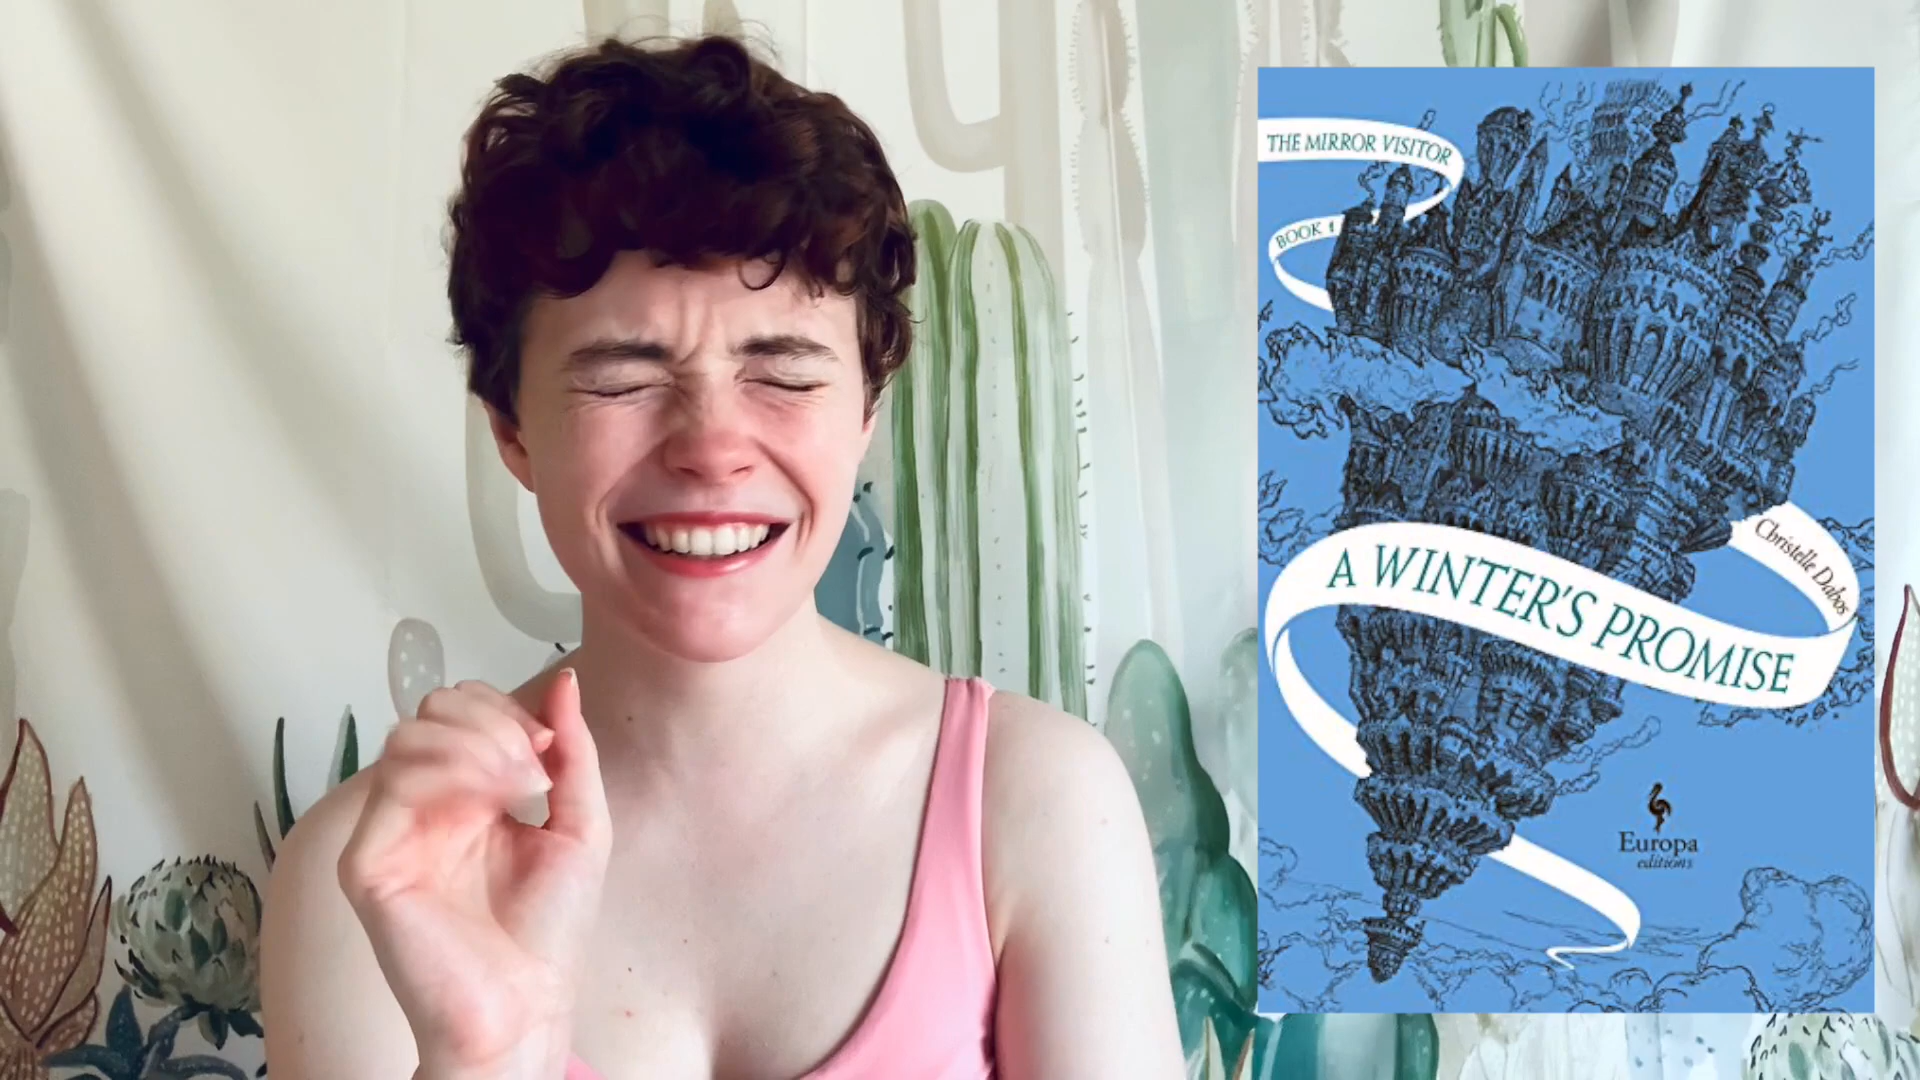 THE MIRROR VISITOR
BOOK 1
Christelle Dabos
A WINTER'S PROMISE
Europa
editions